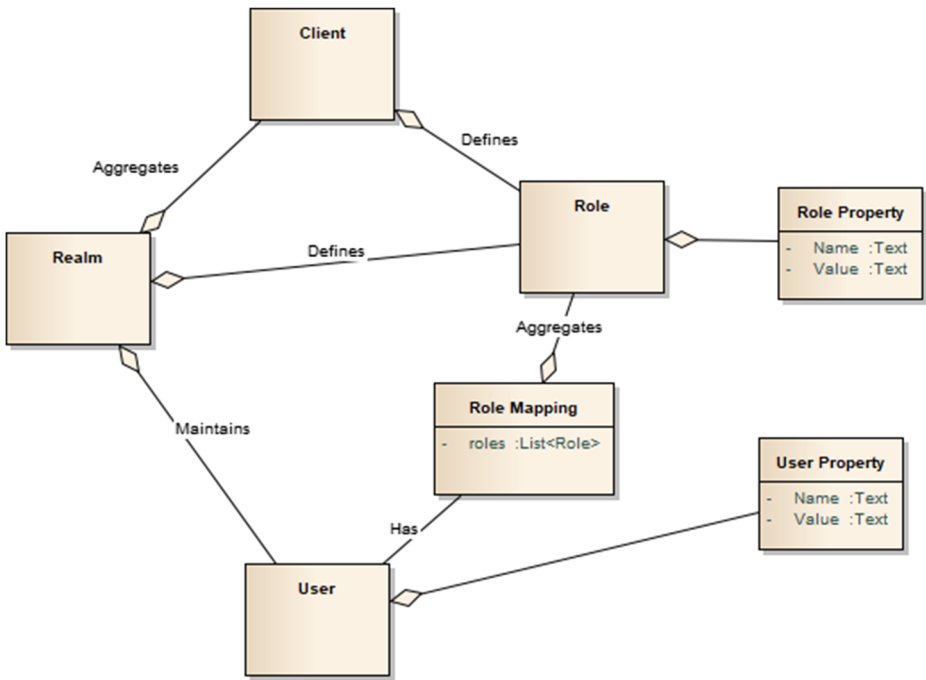 Client
Defines
Aggregates
Role
Role Property
- Name :Text
- Value :Text
Realm
Defines
Aggregates
Role Mapping
- roles :List<Role>
Maintains
User Property
- Name :Text
- Value :Text
Has
User